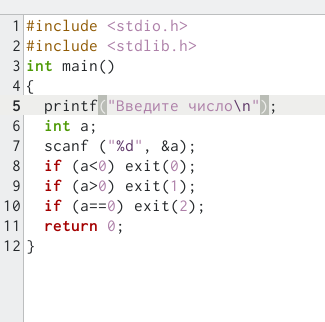 1 #include <stdio.h>
2 #include <stdlib.h>
3 int main()
4 {
5   printf("Введите число\n");
6   int a;
7   scanf ("%d", &a);
8   if (a<0) exit(0);
9   if (a>0) exit(1);
10   if (a==0) exit(2);
11   return 0;
12 }